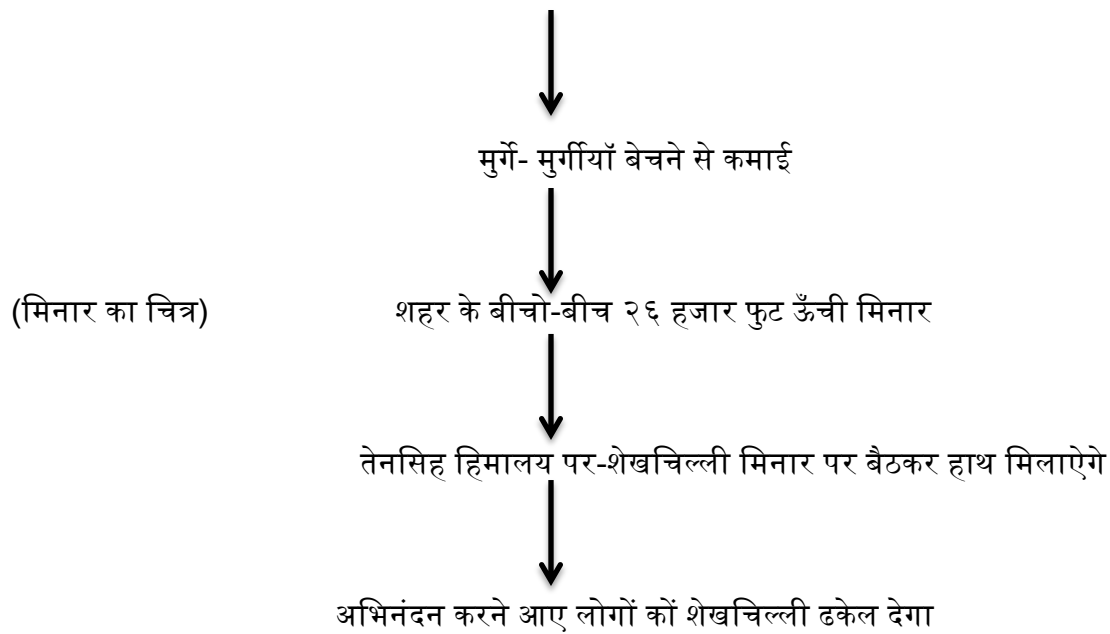 मुर्गे- मुर्गीयॉ बेचने से कमाई
(मिनार का चित्र) शहर के बीचो-बीच २६ हजार फुट ऊँची मिनार
तेनसिह हिमालय पर-शेखचिल्ली मिनार पर बैठकर हाथ मिलाऐगे
अभिनंदन करने आए लोगों कों शेखचिल्ली ढकेल देगा